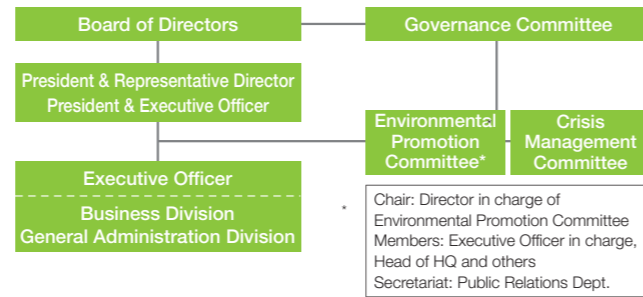 Board of Directors
Governance Committee
President & Representative Director
President & Executive Officer
Environmental
Promotion
Committee*
Crisis
Management
Committee
Executive Officer
Business Division
General Administration Division
*
Chair: Director in charge of
Environmental Promotion Committee
Members: Executive Officer in charge,
Head of HQ and others
Secretariat: Public Relations Dept.